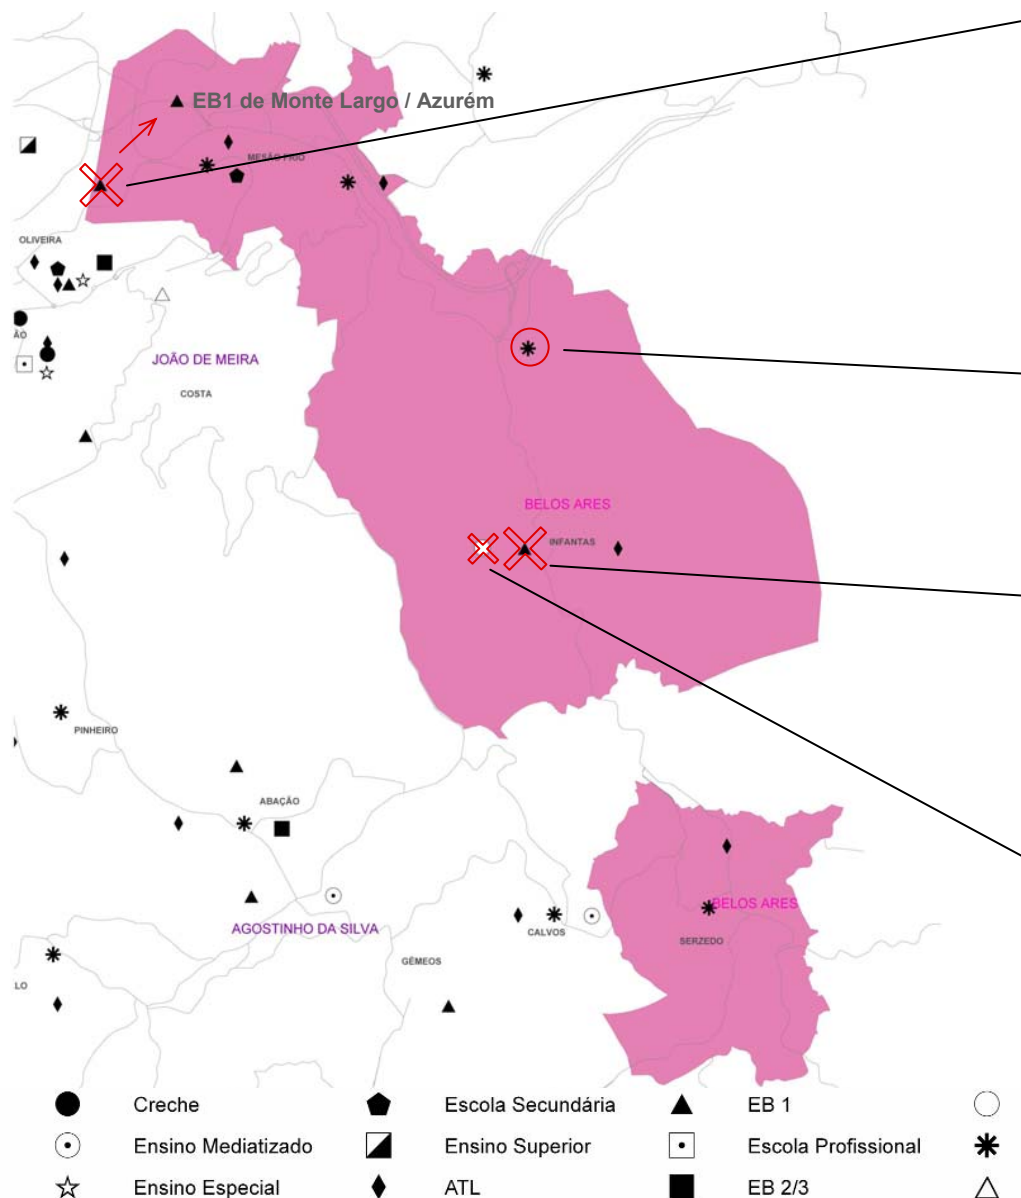 EB1 de Monte Largo / Azurém
MESÃO FRIO
OLIVEIRA
ÃO
JOÃO DE MEIRA
COSTA
BELOS ARES
INFANTAS
PINHEIRO
ABAÇÃO
AGOSTINHO DA SILVA
BELOS ARES
CALVOS
SERZEDO
GÉMEOS
LO
Creche Escola Secundária EB 1
Ensino Mediatizado Ensino Superior Escola Profissional
Ensino Especial ATL EB 2/3